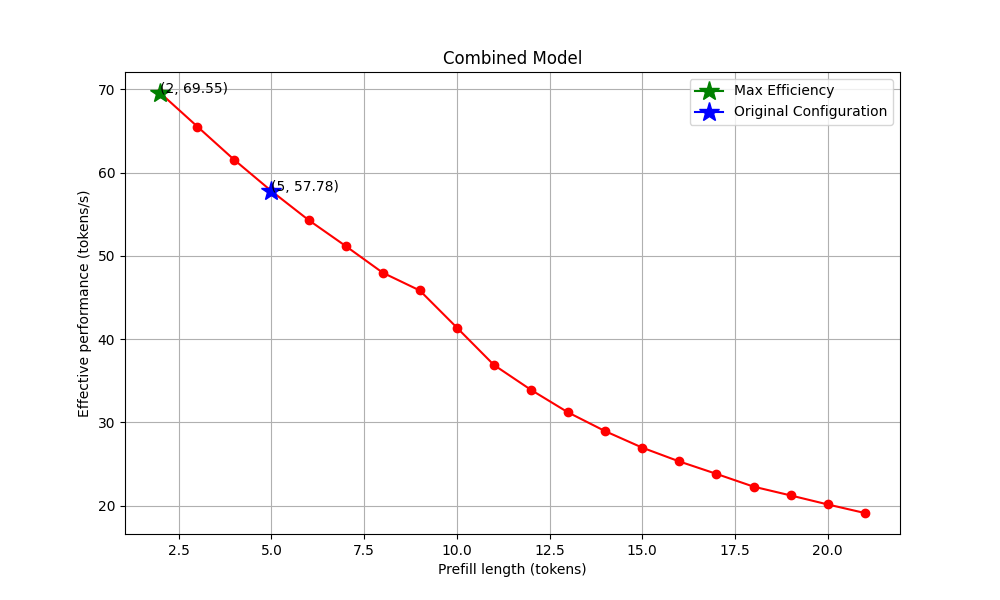 Combined Model
Max Efficiency
Original Configuration
(2, 69.55)
(5, 57.78)
Effective performance (tokens/s)
70
60
50
40
30
20
2.5 5.0 7.5 10.0 12.5 15.0 17.5 20.0
Prefill length (tokens)